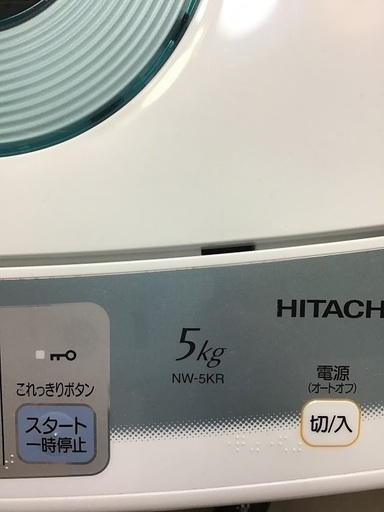 HITACH
5kg
NW-5KR
電源
(オートオフ)
切/入
これっきりボタン
スタート
一時停止